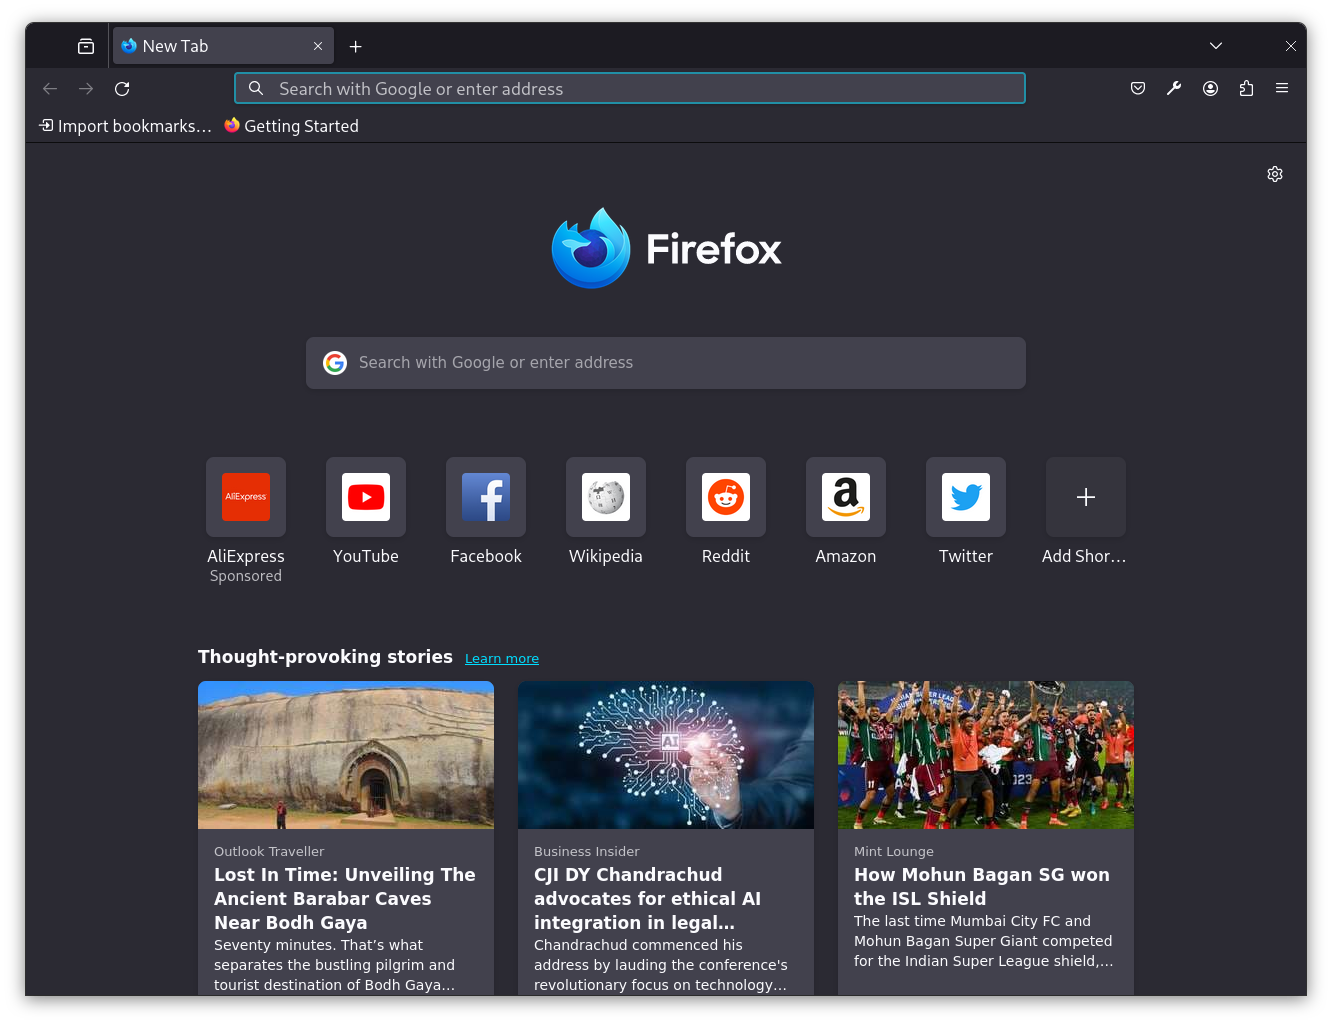 New Tab
Search with Google or enter address
Import bookmarks…
Getting Started
Firefox
Search with Google or enter address
AliExpress
AliExpress
Sponsored
YouTube
Facebook
Wikipedia
Reddit
Amazon
Twitter
Add Shor…
Thought-provoking stories Learn more
AI
INDIAN SUPER LEAGUE
2023
Outlook Traveller
Lost In Time: Unveiling The
Ancient Barabar Caves
Near Bodh Gaya
Seventy minutes. That’s what
separates the bustling pilgrim and
tourist destination of Bodh Gaya…
Business Insider
CJI DY Chandrachud
advocates for ethical AI
integration in legal…
Chandrachud commenced his
address by lauding the conference's
revolutionary focus on technology…
Mint Lounge
How Mohun Bagan SG won
the ISL Shield
The last time Mumbai City FC and
Mohun Bagan Super Giant competed
for the Indian Super League shield,…